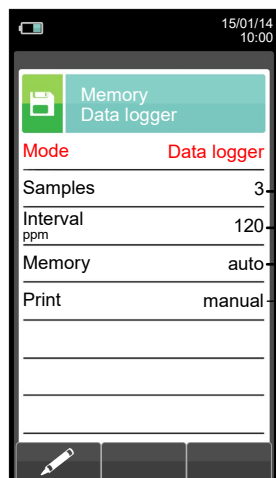 15/01/14
10:00
Memory
Data logger
Mode Data logger
Samples 3
Interval 120
ppm
Memory auto
Print manual